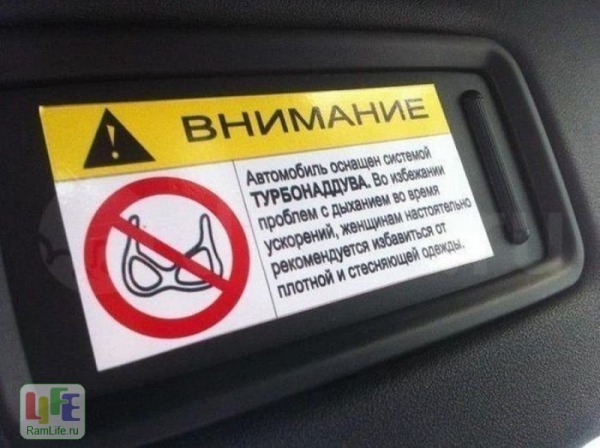 ВНИМАНИЕ
Автомобиль оснащен системой
ТУРБОНАДДУВА. Во избежании
проблем с дыханием во время
ускорений, женщинам настоятельно
рекомендуется избавиться от
плотной и стесняющей одежды.
LIFE
RamLife.ru